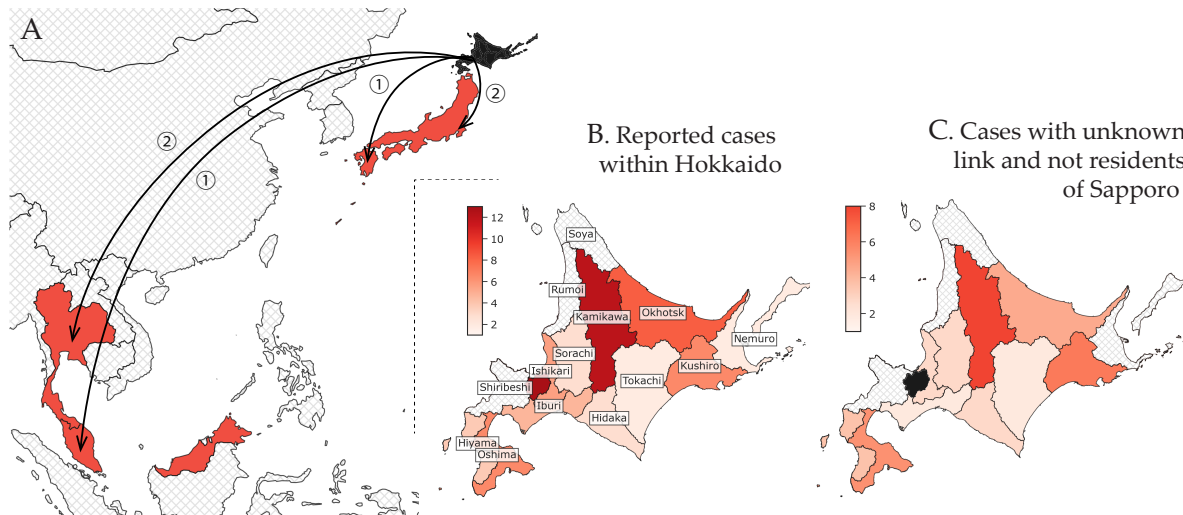 A
①
②
②
①
B. Reported cases
within Hokkaido
12
10
8
6
4
2
Soya
Rumoi
Kamikawa
Okhotsk
Nemuro
Sorachi
Kushiro
Ishikari
Tokachi
Shiribeshi
Iburi
Hidaka
Hiyama
Oshima
C. Cases with unknown
link and not residents
of Sapporo
8
6
4
2